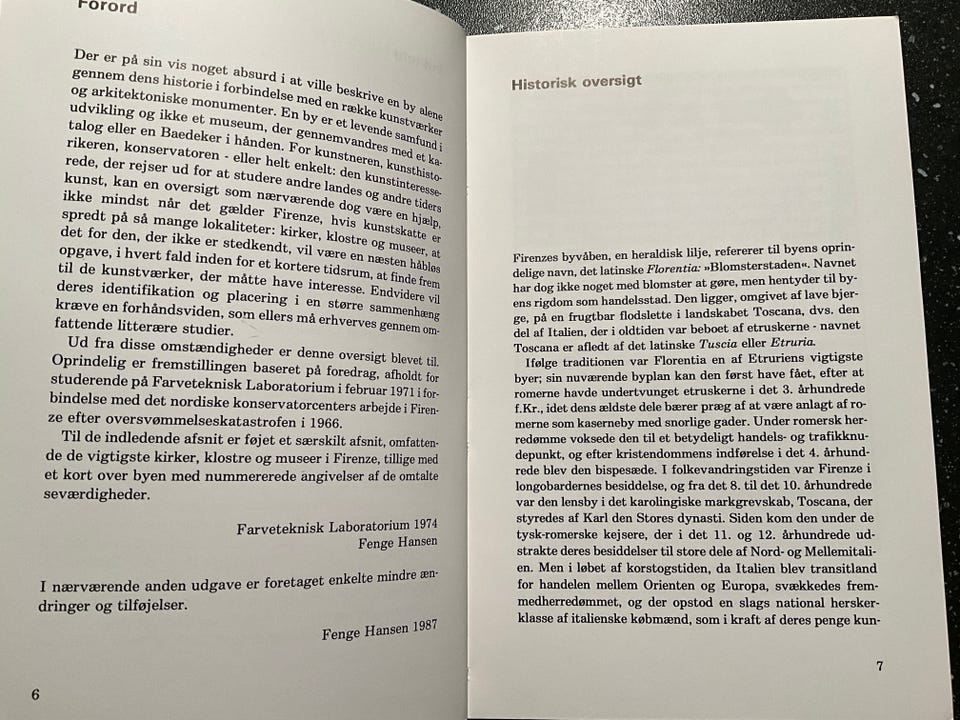 Forord
Der er på sin vis noget absurd i at ville beskrive en by alene
gennem dens historie i forbindelse med en række kunstværker
og arkitektoniske monumenter. En by er et levende samfund i
udvikling og ikke et museum, der gennemvandres med et ka-
talog eller en Baedeker i hånden. For kunstneren, kunsthisto-
rikeren, konservatoren - eller helt enkelt: den kunstinteresse-
rede, der rejser ud for at studere andre landes og andre tiders
kunst, kan en oversigt som nærværende dog være en hjælp,
ikke mindst når det gælder Firenze, hvis kunstskatte er
spredt på så mange lokaliteter: kirker, klostre og museer, at
det for den, der ikke er stedkendt, vil være en næsten håbløs
opgave, i hvert fald inden for et kortere tidsrum, at finde frem
til de kunstværker, der måtte have interesse. Endvidere vil
deres identifikation og placering i en større sammenhæng
kræve en forhåndsviden, som ellers må erhverves gennem om-
fattende litterære studier.
Ud fra disse omstændigheder er denne oversigt blevet til.
Oprindelig er fremstillingen baseret på foredrag, afholdt for
studerende på Farveteknisk Laboratorium i februar 1971 i for-
bindelse med det nordiske konservatorcenters arbejde i Firen-
ze efter oversvømmelseskatastrofen i 1966.
Til de indledende afsnit er føjet et særskilt afsnit, omfatten-
de de vigtigste kirker, klostre og museer i Firenze, tillige med
et kort over byen med nummererede angivelser af de omtalte
seværdigheder.
Farveteknisk Laboratorium 1974
Fenge Hansen
I nærværende anden udgave er foretaget enkelte mindre æn-
dringer og tilføjelser.
Fenge Hansen 1987
6
Historisk oversigt
Firenzes byvåben, en heraldisk lilje, refererer til byens oprin-
delige navn, det latinske Florentia: »Blomsterstaden«. Navnet
har dog ikke noget med blomster at gøre, men hentyder til by-
ens rigdom som handelsstad. Den ligger, omgivet af lave bjer-
ge, på en frugtbar flodslette i landskabet Toscana, dvs. den
del af Italien, der i oldtiden var beboet af etruskerne - navnet
Toscana er afledt af det latinske Tuscia eller Etruria.
Ifølge traditionen var Florentia en af Etruriens vigtigste
byer; sin nuværende byplan kan den først have fået, efter at
romerne havde undertvunget etruskerne i det 3. århundrede
f.Kr., idet dens ældste dele bærer præg af at være anlagt af ro-
merne som kaserneby med snorlige gader. Under romersk her-
redømme voksede den til et betydeligt handels- og trafikknu-
depunkt, og efter kristendommens indførelse i det 4. århund-
rede blev den bispesæde. I folkevandringstiden var Firenze i
longobardernes besiddelse, og fra det 8. til det 10. århundrede
var den lensby i det karolingiske markgrevskab, Toscana, der
styredes af Karl den Stores dynasti. Siden kom den under de
tysk-romerske kejsere, der i det 11. og 12. århundrede ud-
strakte deres besiddelser til store dele af Nord- og Mellemitali-
en. Men i løbet af korstogstiden, da Italien blev transitland
for handelen mellem Orienten og Europa, svækkedes frem-
medherredømmet, og der opstod en slags national hersker-
klasse af italienske købmænd, som i kraft af deres penge kun-
7